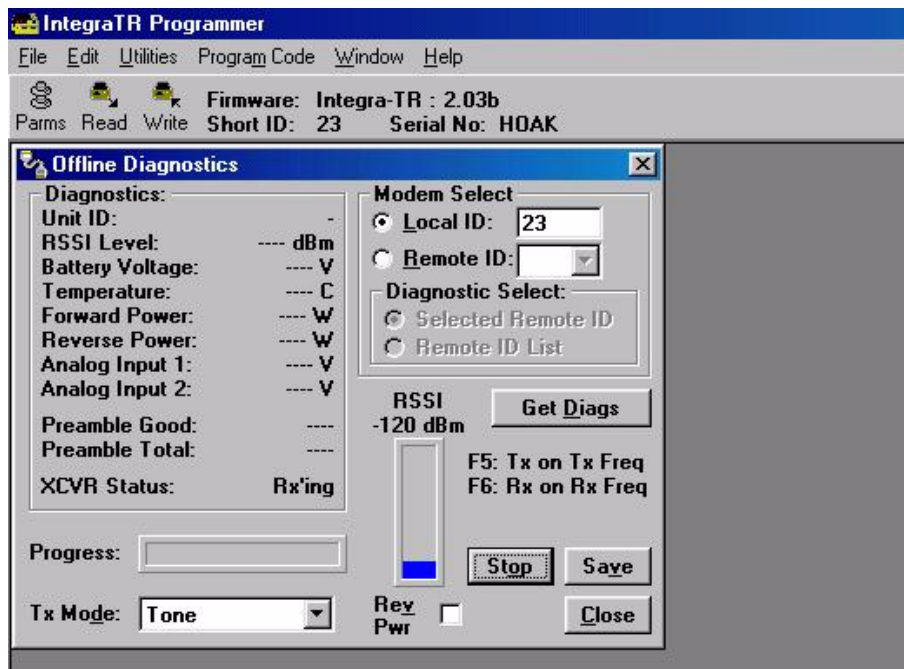 IntegraTR Programmer
File Edit Utilities Program Code Window Help
Parms Read Write
Firmware: Integra-TR : 2.03b
Short ID: 23 Serial No: HOAK
Offline Diagnostics
Diagnostics:
Unit ID: -
RSSI Level: ---- dBm
Battery Voltage: ---- V
Temperature: ---- C
Forward Power: ---- W
Reverse Power: ---- W
Analog Input 1: ---- V
Analog Input 2: ---- V
Preamble Good: ----
Preamble Total: ----
XCVR Status: Rx'ing
Modem Select
Local ID: 23
Remote ID:
Diagnostic Select:
Selected Remote ID
Remote ID List
RSSI
-120 dBm
Get Diags
F5: Tx on Tx Freq
F6: Rx on Rx Freq
Progress:
Stop Save
Tx Mode: Tone
Rev
Pwr
Close